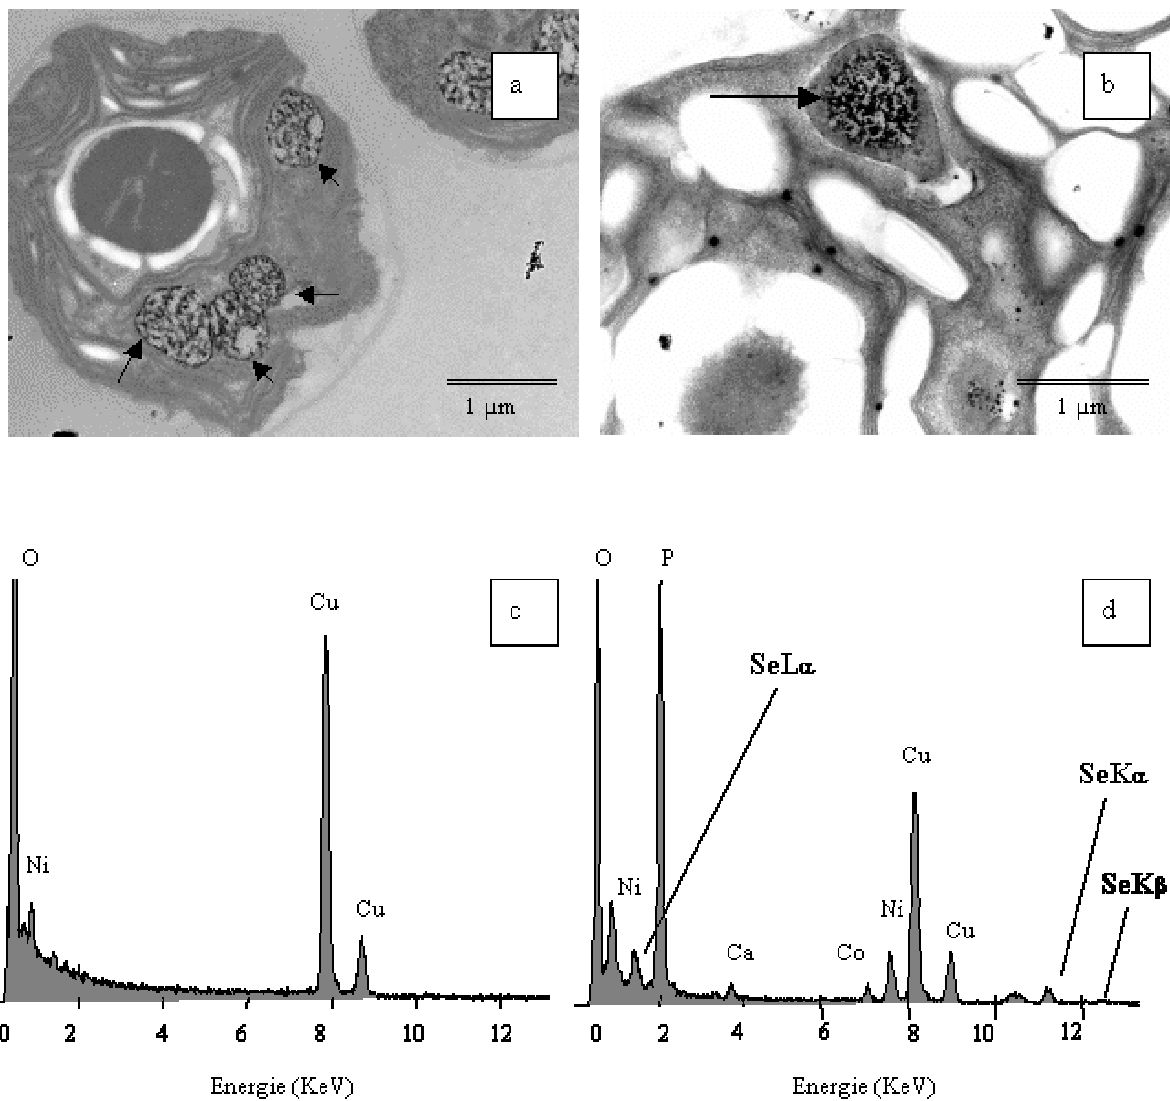 a
b
1 μm
1 μm
O
Cu
c
Ni
Cu
0 2 4 6 8 10 12
Energie (KeV)
O P
d
SeLα
Cu
SeKα
Ni
SeKβ
Ni
Cu
Ca
Co
0 2 4 6 8 10 12
Energie (KeV)